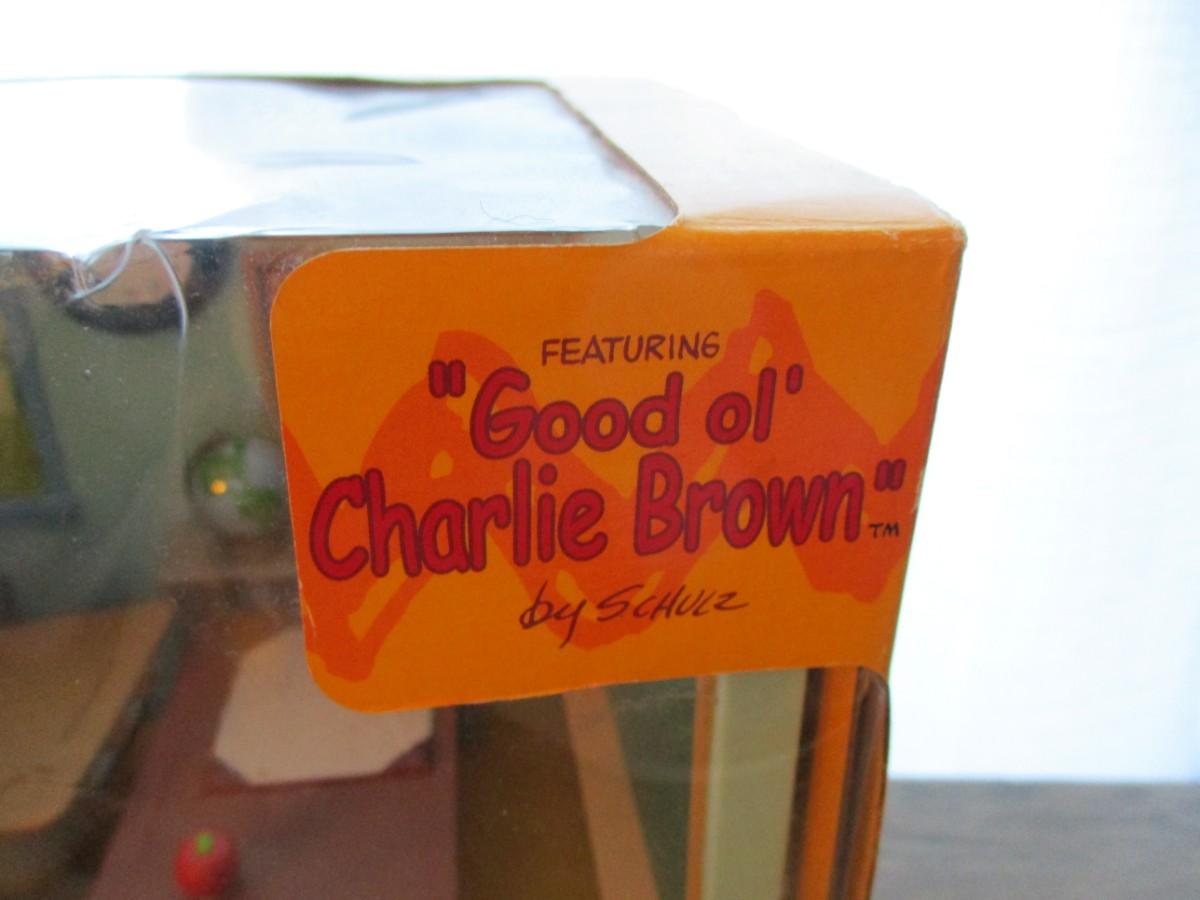 FEATURING
"Good ol'
Charlie Brown"™
by SCHULZ